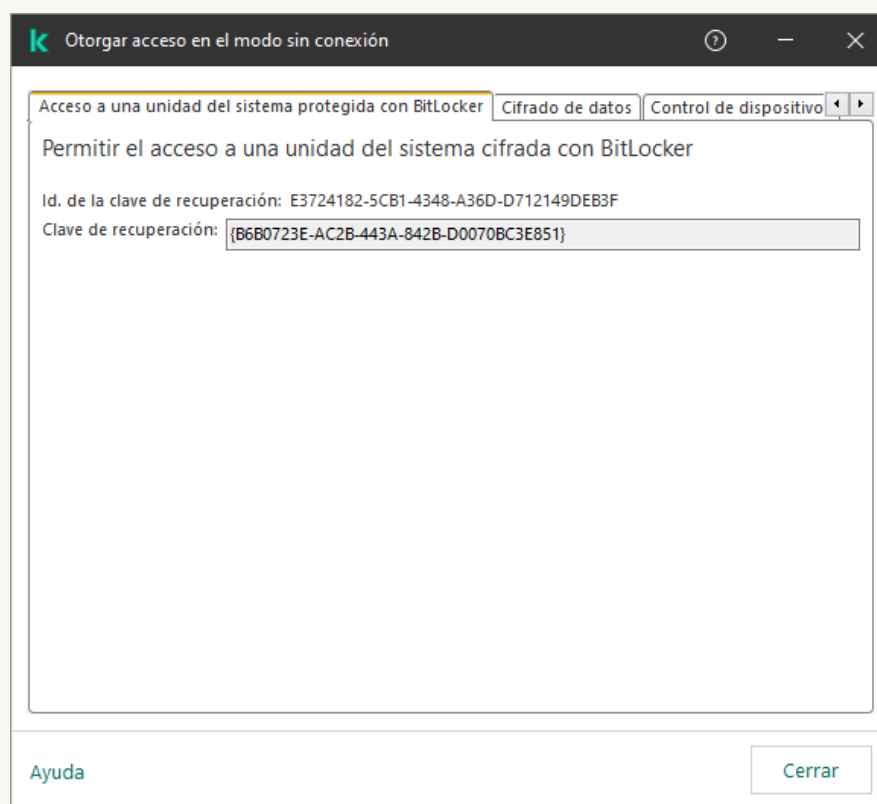 Otorgar acceso en el modo sin conexión
Acceso a una unidad del sistema protegida con BitLocker Cifrado de datos Control de dispositivo
Permitir el acceso a una unidad del sistema cifrada con BitLocker
Id. de la clave de recuperación: E3724182-5CB1-4348-A36D-D712149DEB3F
Clave de recuperación: {B6B0723E-AC2B-443A-842B-D0070BC3E851}
Ayuda
Cerrar